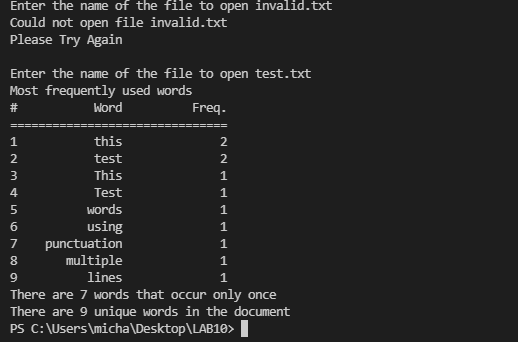 Enter the name of the file to open invalid.txt
Could not open file invalid.txt
Please Try Again
Enter the name of the file to open test.txt
Most frequently used words
# Word Freq.
===============================
1 this 2
2 test 2
3 This 1
4 Test 1
5 words 1
6 using 1
7 punctuation 1
8 multiple 1
9 lines 1
There are 7 words that occur only once
There are 9 unique words in the document
PS C:\Users\micha\Desktop\LAB10>